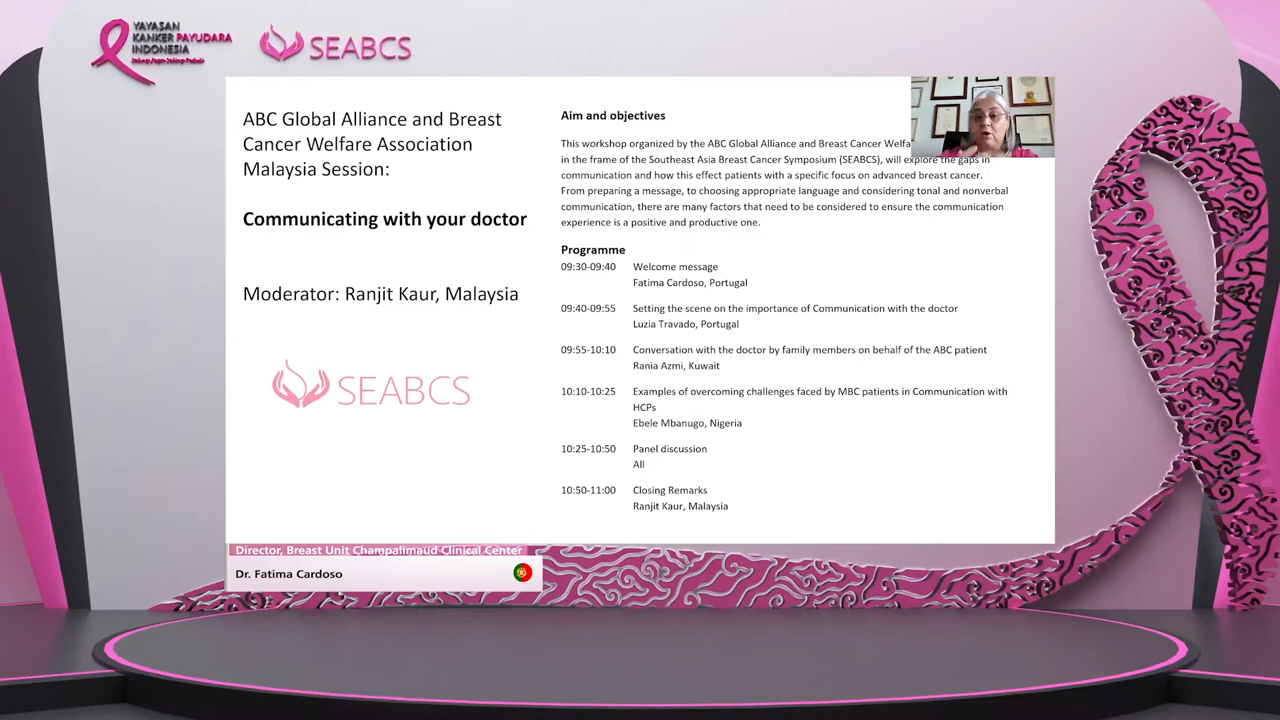 YAYASAN
KANKER PAYUDARA
INDONESIA
Saling Jaga Saling Peduli
SEABCS
ABC Global Alliance and Breast
Cancer Welfare Association
Malaysia Session:
Communicating with your doctor
Moderator: Ranjit Kaur, Malaysia
SEABCS
Aim and objectives
This workshop organized by the ABC Global Alliance and Breast Cancer Welfa
in the frame of the Southeast Asia Breast Cancer Symposium (SEABCS), will explore the gaps in
communication and how this effect patients with a specific focus on advanced breast cancer.
From preparing a message, to choosing appropriate language and considering tonal and nonverbal
communication, there are many factors that need to be considered to ensure the communication
experience is a positive and productive one.
Programme
09:30-09:40 Welcome message
Fatima Cardoso, Portugal
09:40-09:55 Setting the scene on the importance of Communication with the doctor
Luzia Travado, Portugal
09:55-10:10 Conversation with the doctor by family members on behalf of the ABC patient
Rania Azmi, Kuwait
10:10-10:25 Examples of overcoming challenges faced by MBC patients in Communication with
HCPs
Ebele Mbanugo, Nigeria
10:25-10:50 Panel discussion
All
10:50-11:00 Closing Remarks
Ranjit Kaur, Malaysia
Director, Breast Unit Champalimaud Clinical Center
Dr. Fatima Cardoso